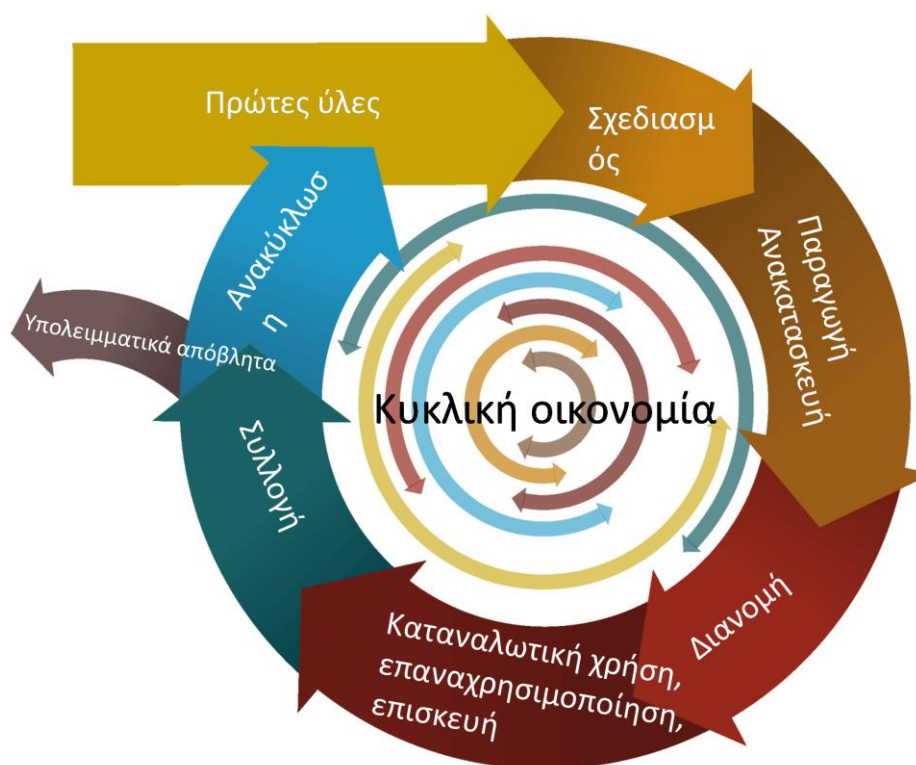 Πρώτες ύλες
Σχεδιασμ
ός
Παραγωγή
Ανακατασκευή
Διανομή
Καταναλωτική χρήση,
επαναχρησιμοποίηση,
επισκευή
Συλλογή
Ανακύκλωσ
η
Υπολειμματικά απόβλητα
Κυκλική οικονομία